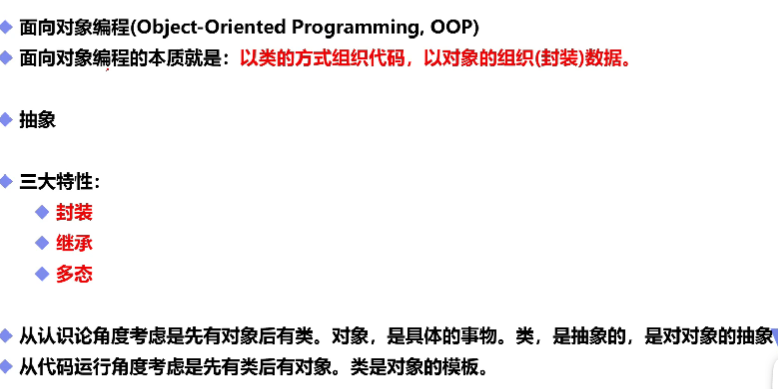 面向对象编程(Object-Oriented Programming, OOP)
面向对象编程的本质就是：以类的方式组织代码，以对象的组织(封装)数据。
抽象
三大特性：
封装
继承
多态
从认识论角度考虑是先有对象后有类。对象，是具体的事物。类，是抽象的，是对对象的抽象
从代码运行角度考虑是先有类后有对象。类是对象的模板。